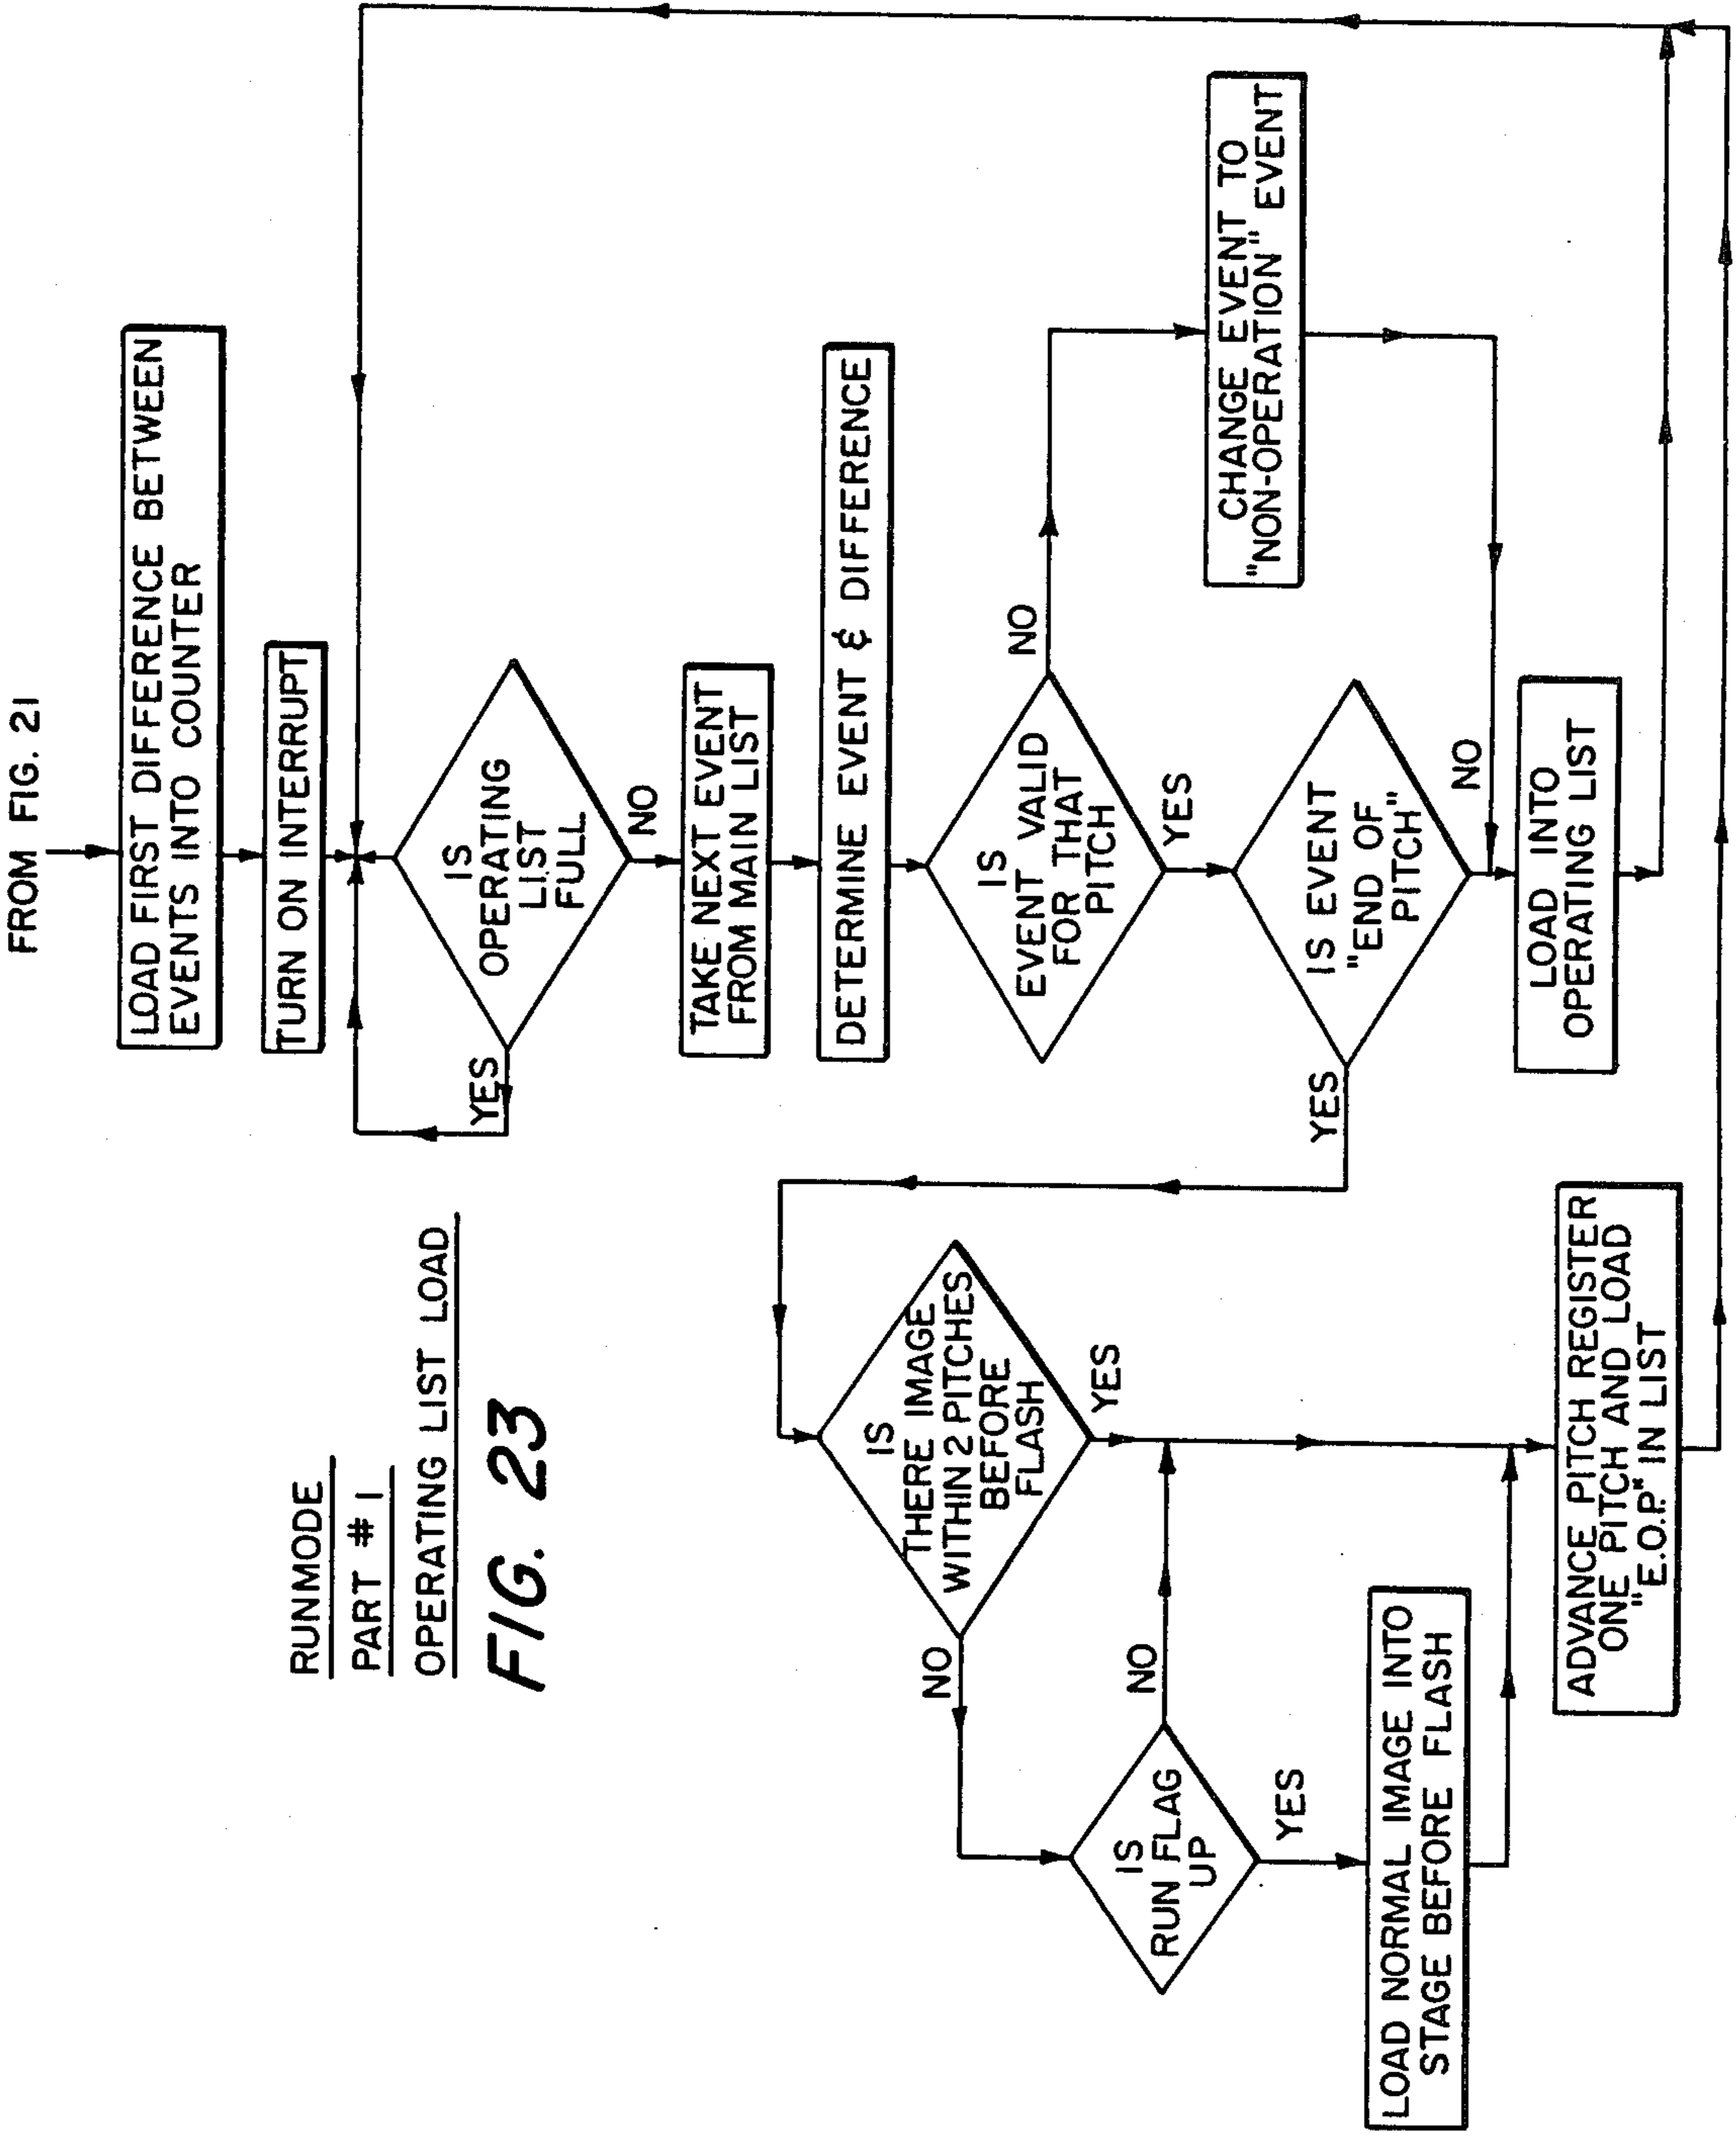 FROM FIG. 21
LOAD FIRST DIFFERENCE BETWEEN
EVENTS INTO COUNTER
TURN ON INTERRUPT
IS
OPERATING
LIST
FULL
YES
NO
TAKE NEXT EVENT
FROM MAIN LIST
DETERMINE EVENT & DIFFERENCE
IS
EVENT VALID
FOR THAT
PITCH
NO
YES
CHANGE EVENT TO
"NON-OPERATION" EVENT
IS EVENT
"END OF
PITCH"
YES
NO
LOAD INTO
OPERATING LIST
RUNMODE
PART # 1
OPERATING LIST LOAD
FIG. 23
IS
THERE IMAGE
WITHIN 2 PITCHES
BEFORE
FLASH
NO
YES
IS
RUN FLAG
UP
NO
YES
LOAD NORMAL IMAGE INTO
STAGE BEFORE FLASH
ADVANCE PITCH REGISTER
ONE PITCH AND LOAD
"E.O.P." IN LIST